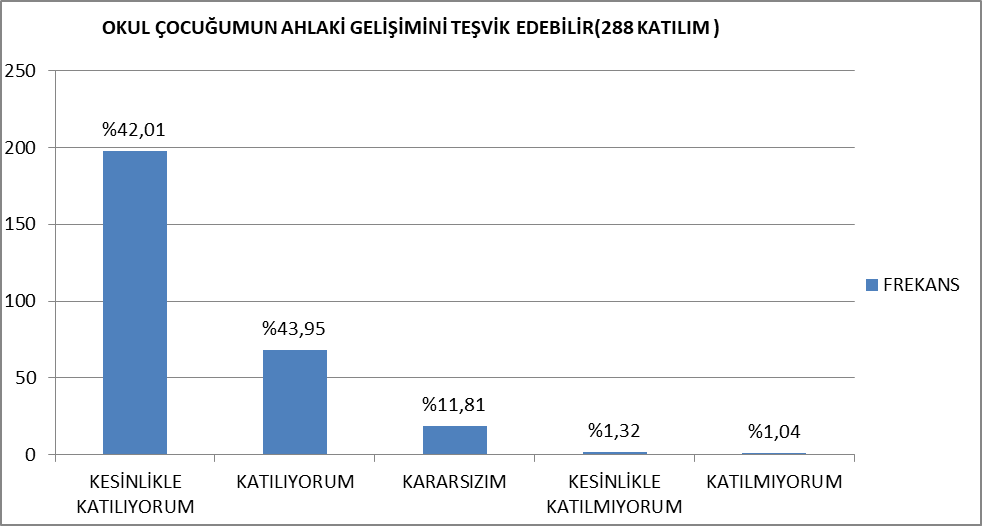 OKUL ÇOCUĞUMUN AHLAKİ GELİŞİMİNİ TEŞVİK EDEBİLİR(288 KATILIM )
250
200
150
100
50
0
%42,01
%43,95
%11,81
%1,32
%1,04
KESİNLİKLE
KATILIYORUM
KATILIYORUM
KARARSIZIM
KESİNLİKLE
KATILMIYORUM
KATILMIYORUM
FREKANS